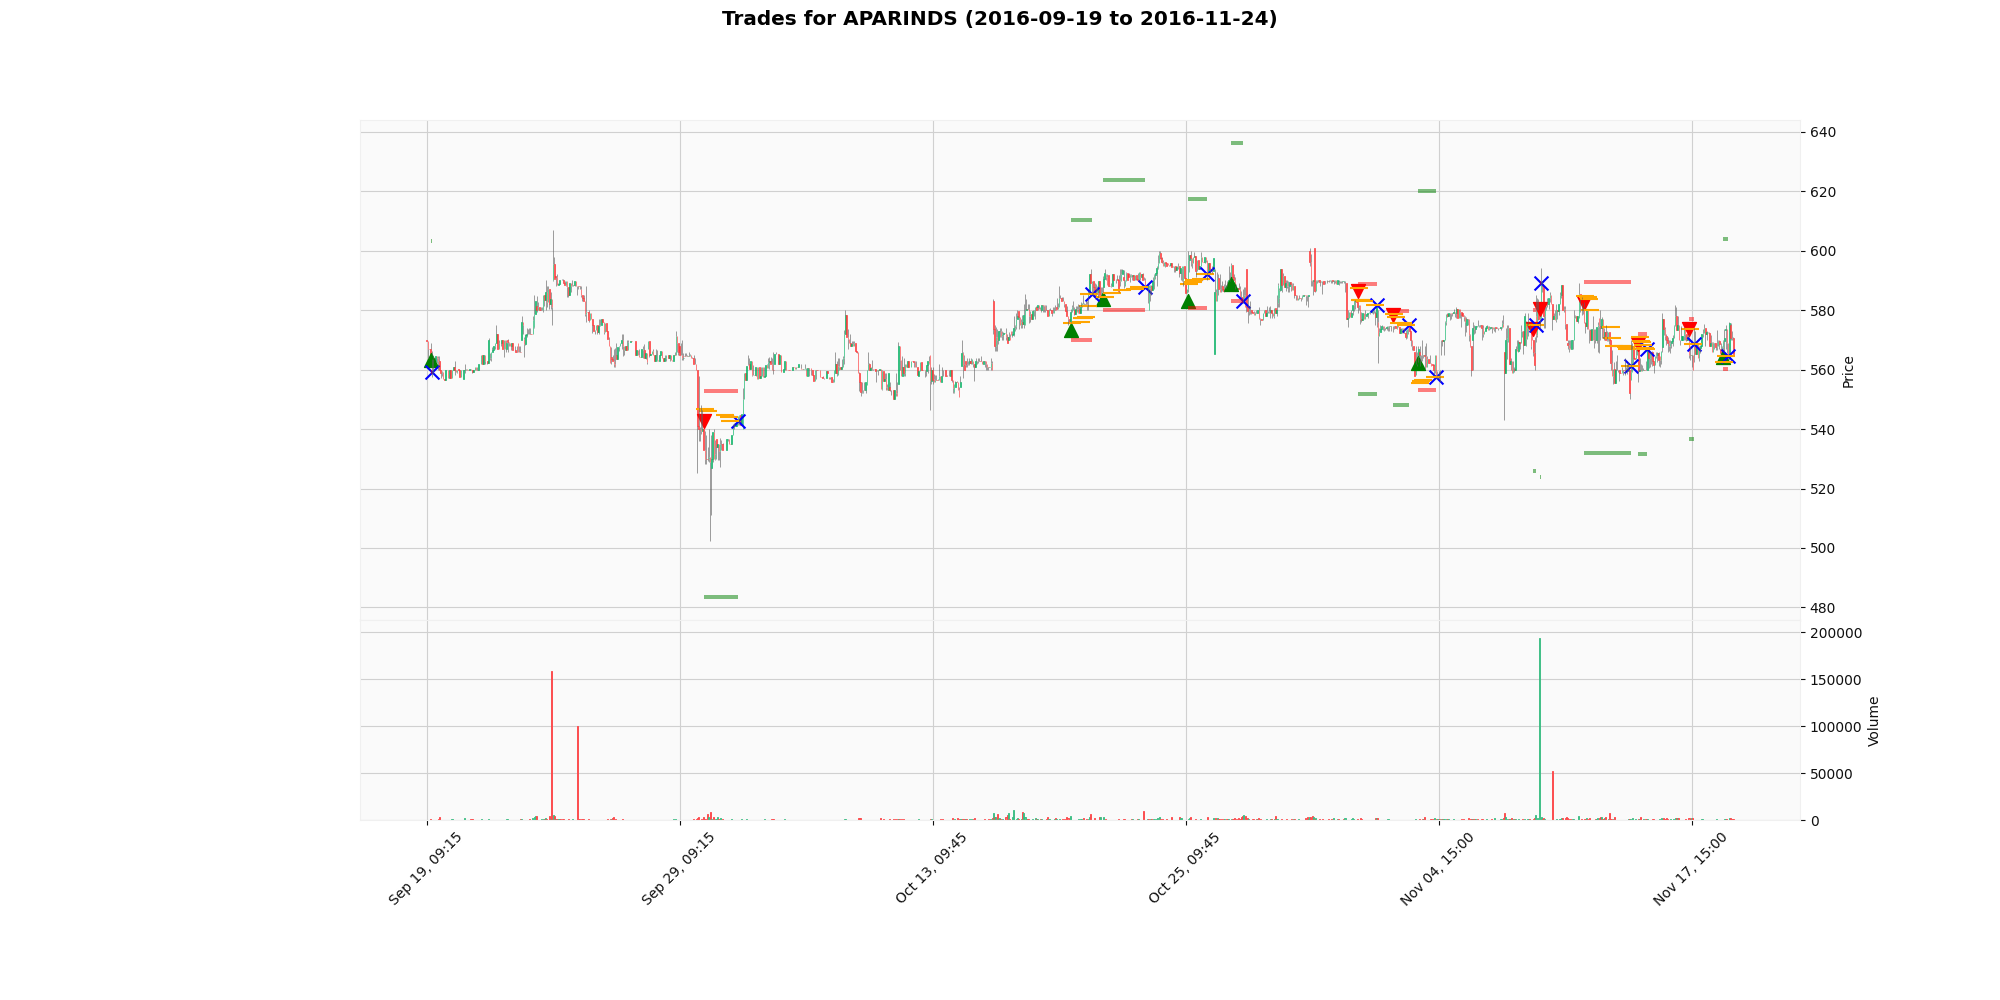 Trades for APARINDS (2016-09-19 to 2016-11-24)
640
620
600
580
560
540
520
500
480
Price
200000
150000
100000
50000
0
Volume
Sep 19, 09:15
Sep 29, 09:15
Oct 13, 09:45
Oct 25, 09:45
Nov 04, 15:00
Nov 17, 15:00